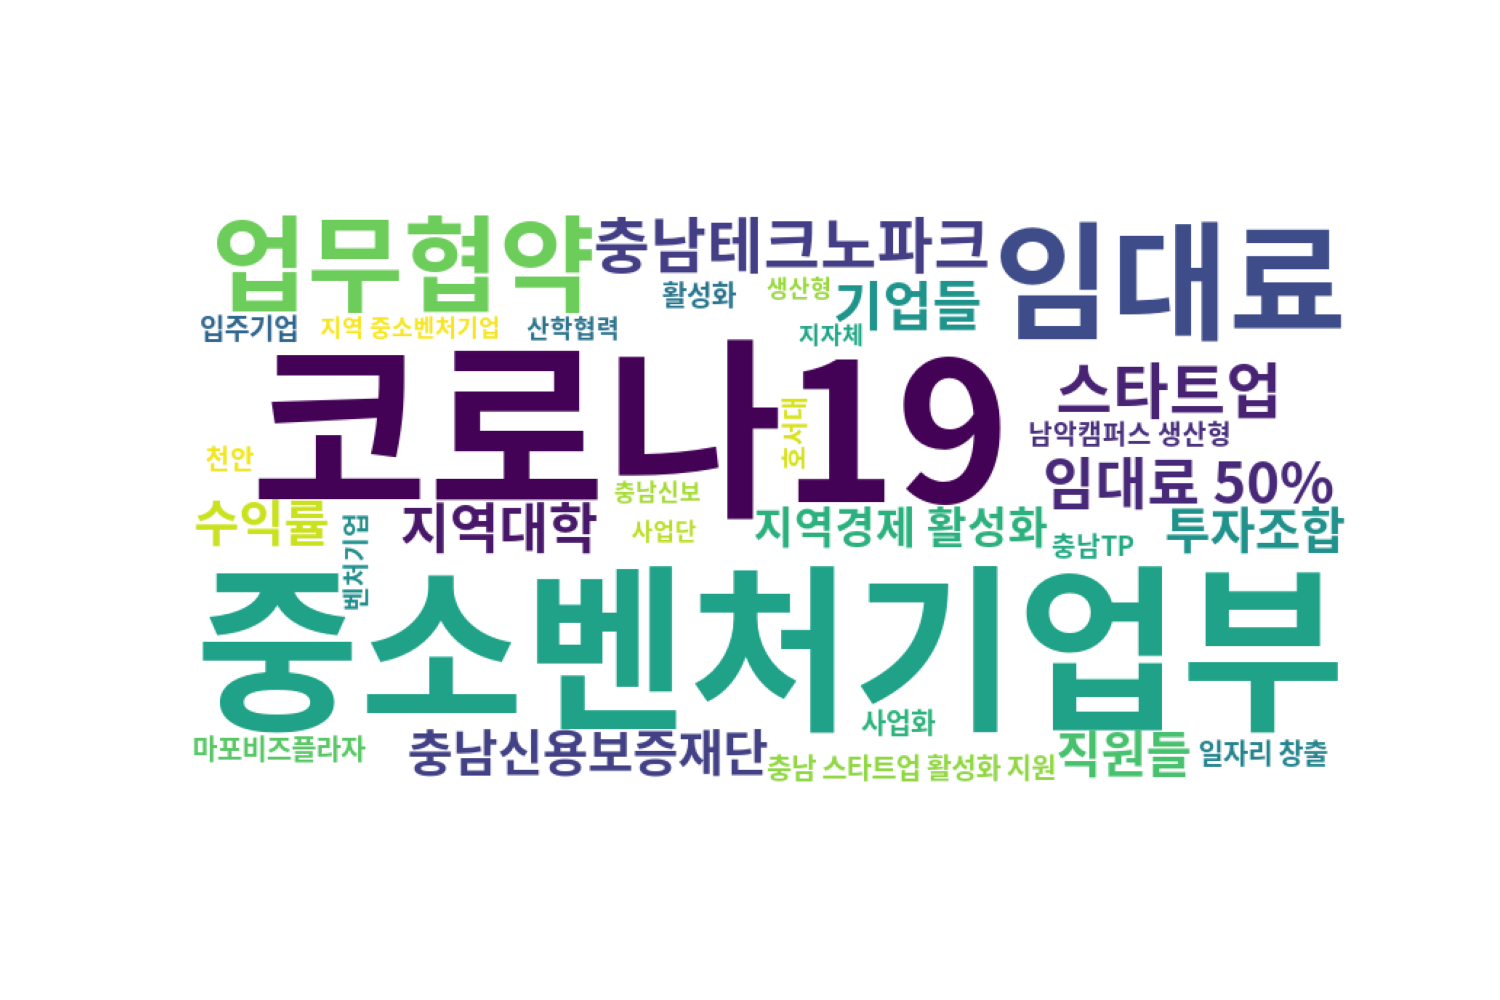 업무협약
충남테크노파크
임대료
활성화
생산형
기업들
입주기업
지역 중소벤처기업
산학협력
지자체
코로나19
스타트업
호서대
남악캠퍼스 생산형
천안
임대료 50%
충남신보
수익률
지역대학
사업단
지역경제 활성화
투자조합
충남TP
벤처기업
중소벤처기업부
사업화
마포비즈플라자
충남신용보증재단
충남 스타트업 활성화 지원
직원들
일자리 창출